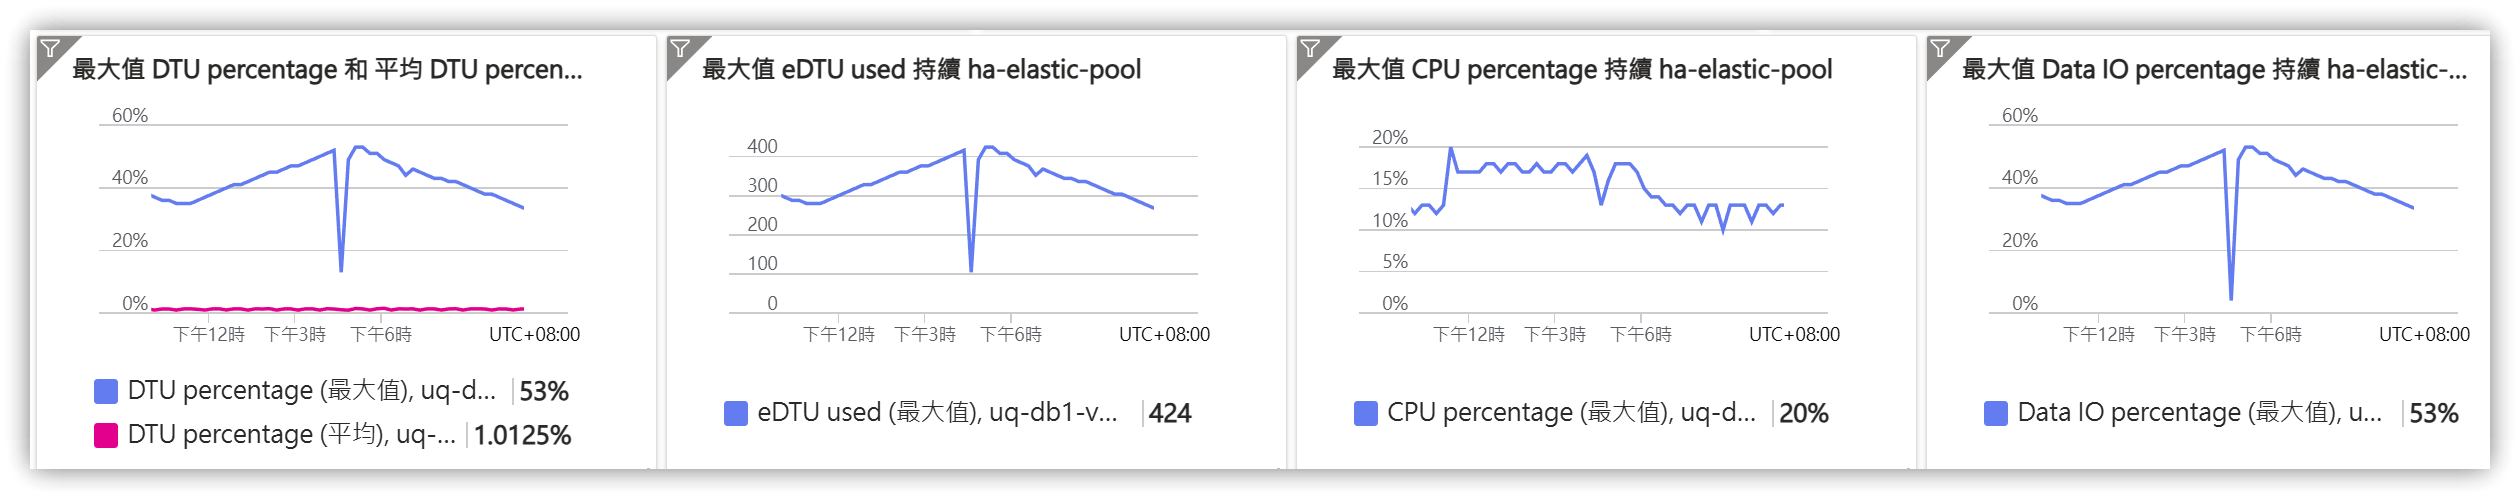 最大值 DTU percentage 和 平均 DTU percen...
60%
40%
20%
0%
下午12時 下午3時 下午6時 UTC+08:00
DTU percentage (最大值), uq-d... 53%
DTU percentage (平均), uq-... 1.0125%
最大值 eDTU used 持續 ha-elastic-pool
400
300
200
100
0
下午12時 下午3時 下午6時 UTC+08:00
eDTU used (最大值), uq-db1-v... 424
最大值 CPU percentage 持續 ha-elastic-pool
20%
15%
10%
5%
0%
下午12時 下午3時 下午6時 UTC+08:00
CPU percentage (最大值), uq-d... 20%
最大值 Data IO percentage 持續 ha-elastic-...
60%
40%
20%
0%
下午12時 下午3時 下午6時 UTC+08:00
Data IO percentage (最大值), u... 53%